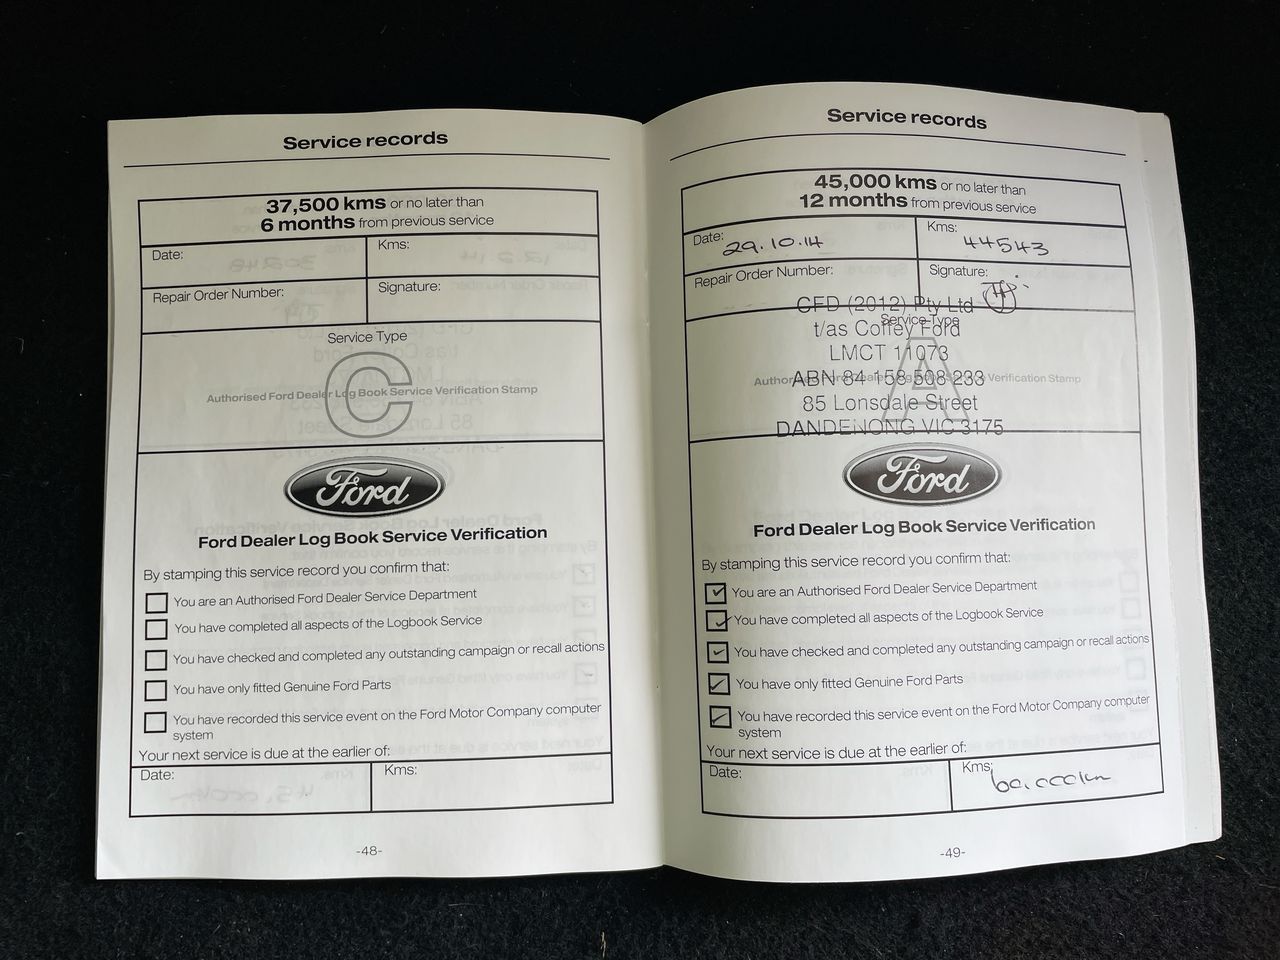 Service records
37,500 kms or no later than
6 months from previous service
Date:
Kms:
Repair Order Number:
Signature:
Service Type
C
Authorised Ford Dealer Log Book Service Verification Stamp
Ford
Ford Dealer Log Book Service Verification
By stamping this service record you confirm that:
You are an Authorised Ford Dealer Service Department
You have completed all aspects of the Logbook Service
You have checked and completed any outstanding campaign or recall actions
You have only fitted Genuine Ford Parts
You have recorded this service event on the Ford Motor Company computer
system
Your next service is due at the earlier of:
Date:
Kms:
-48-
Service records
45,000 kms or no later than
12 months from previous service
Date: 29.10.14
Kms: 44543
Repair Order Number:
Signature:
CFD (2012) Pty Ltd
Service Type
t/as Coffey Ford
LMCT 11073
A
Authorised Ford Dealer Log Book Service Verification Stamp
ABN 84 158 508 233
85 Lonsdale Street
DANDENONG VIC 3175
Ford
Ford Dealer Log Book Service Verification
By stamping this service record you confirm that:
You are an Authorised Ford Dealer Service Department
You have completed all aspects of the Logbook Service
You have checked and completed any outstanding campaign or recall actions
You have only fitted Genuine Ford Parts
You have recorded this service event on the Ford Motor Company computer
system
Your next service is due at the earlier of:
Date:
Kms: 60,000km
-49-